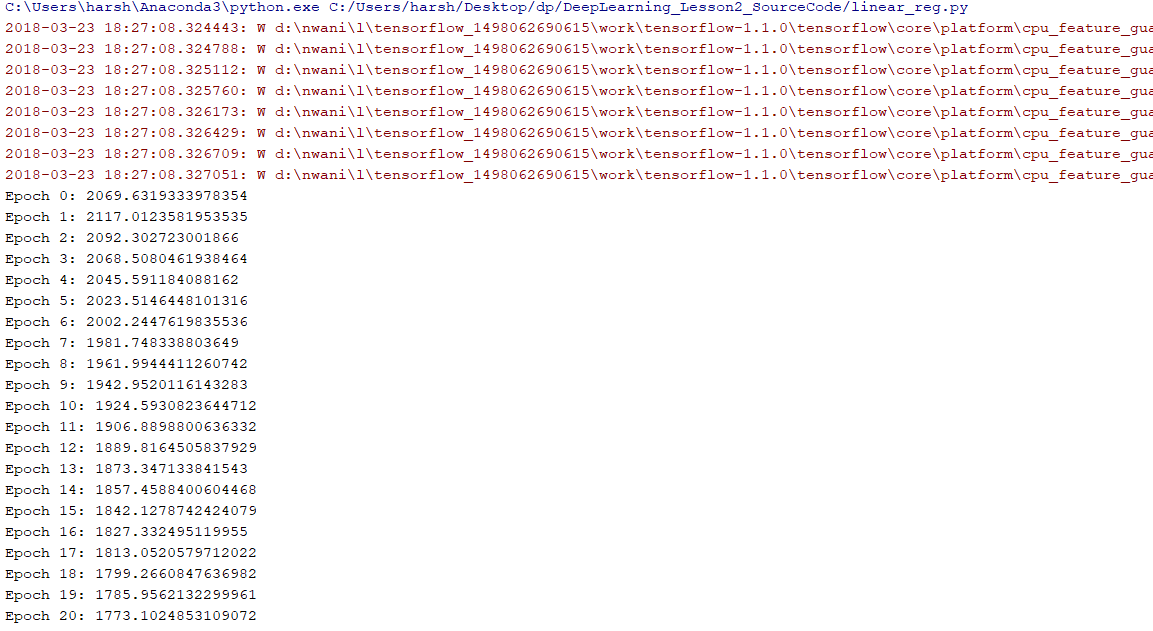 C:\Users\harsh\Anaconda3\python.exe C:/Users/harsh/Desktop/dp/DeepLearning_Lesson2_SourceCode/linear_reg.py
2018-03-23 18:27:08.324443: W d:\nwani\l\tensorflow_1498062690615\work\tensorflow-1.1.0\tensorflow\core\platform\cpu_feature_gua
2018-03-23 18:27:08.324788: W d:\nwani\l\tensorflow_1498062690615\work\tensorflow-1.1.0\tensorflow\core\platform\cpu_feature_gua
2018-03-23 18:27:08.325112: W d:\nwani\l\tensorflow_1498062690615\work\tensorflow-1.1.0\tensorflow\core\platform\cpu_feature_gua
2018-03-23 18:27:08.325760: W d:\nwani\l\tensorflow_1498062690615\work\tensorflow-1.1.0\tensorflow\core\platform\cpu_feature_gua
2018-03-23 18:27:08.326173: W d:\nwani\l\tensorflow_1498062690615\work\tensorflow-1.1.0\tensorflow\core\platform\cpu_feature_gua
2018-03-23 18:27:08.326429: W d:\nwani\l\tensorflow_1498062690615\work\tensorflow-1.1.0\tensorflow\core\platform\cpu_feature_gua
2018-03-23 18:27:08.326709: W d:\nwani\l\tensorflow_1498062690615\work\tensorflow-1.1.0\tensorflow\core\platform\cpu_feature_gua
2018-03-23 18:27:08.327051: W d:\nwani\l\tensorflow_1498062690615\work\tensorflow-1.1.0\tensorflow\core\platform\cpu_feature_gua
Epoch 0: 2069.6319333978354
Epoch 1: 2117.0123581953535
Epoch 2: 2092.302723001866
Epoch 3: 2068.5080461938464
Epoch 4: 2045.591184088162
Epoch 5: 2023.5146448101316
Epoch 6: 2002.2447619835536
Epoch 7: 1981.748338803649
Epoch 8: 1961.9944411260742
Epoch 9: 1942.9520116143283
Epoch 10: 1924.5930823644712
Epoch 11: 1906.8898800636332
Epoch 12: 1889.8164505837929
Epoch 13: 1873.347133841543
Epoch 14: 1857.4588400604468
Epoch 15: 1842.1278742424079
Epoch 16: 1827.332495119955
Epoch 17: 1813.0520579712022
Epoch 18: 1799.2660847636982
Epoch 19: 1785.9562132299961
Epoch 20: 1773.1024853109072